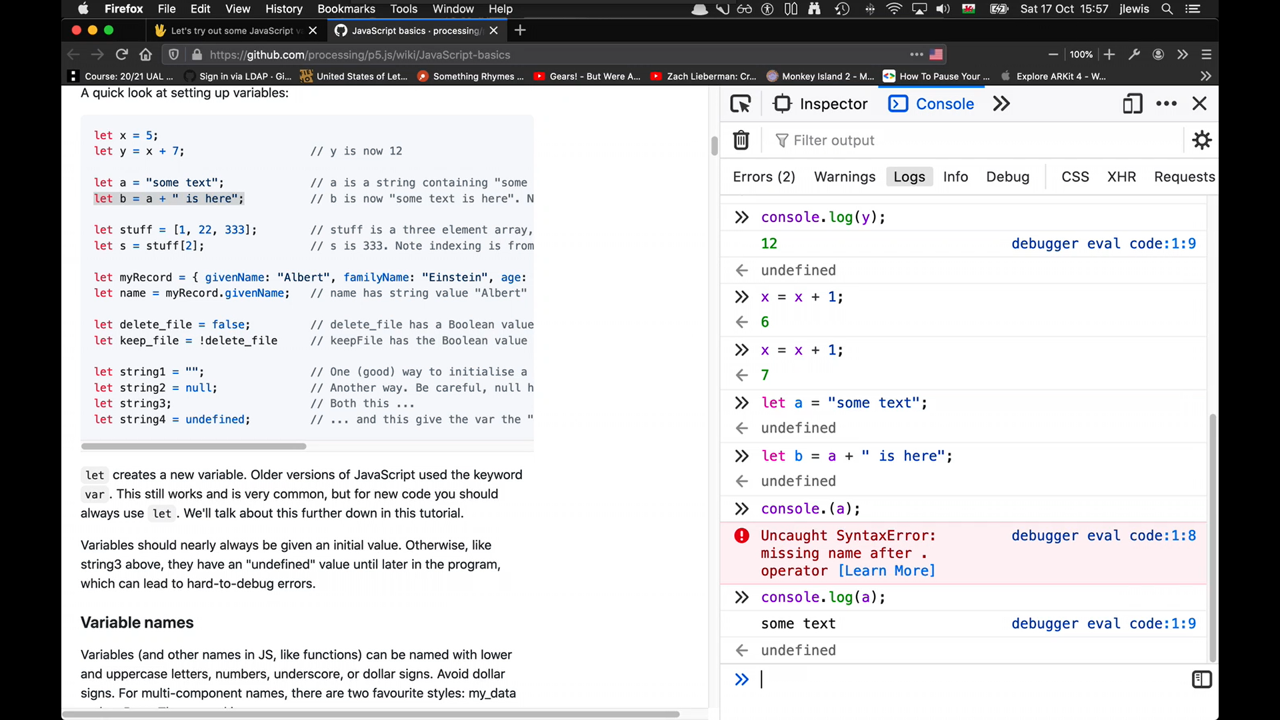 Firefox File Edit View History Bookmarks Tools Window Help Sat 17 Oct 15:57 jlewis
Let's try out some JavaScript v
JavaScript basics · processing/
https://github.com/processing/p5.js/wiki/JavaScript-basics
100%
Course: 20/21 UAL ... Sign in via LDAP · Gi... United States of Let... Something Rhymes ... Gears! - But Were A... Zach Lieberman: Cr... Monkey Island 2 - M... How To Pause Your ... Explore ARKit 4 - W...
A quick look at setting up variables:
let x = 5;
let y = x + 7; // y is now 12
let a = "some text"; // a is a string containing "some
let b = a + " is here"; // b is now "some text is here". N
let stuff = [1, 22, 333]; // stuff is a three element array,
let s = stuff[2]; // s is 333. Note indexing is from
let myRecord = { givenName: "Albert", familyName: "Einstein", age:
let name = myRecord.givenName; // name has string value "Albert"
let delete_file = false; // delete_file has a Boolean value
let keep_file = !delete_file // keepFile has the Boolean value
let string1 = ""; // One (good) way to initialise a
let string2 = null; // Another way. Be careful, null h
let string3; // Both this ...
let string4 = undefined; // ... and this give the var the "
let creates a new variable. Older versions of JavaScript used the keyword
var . This still works and is very common, but for new code you should
always use let . We'll talk about this further down in this tutorial.
Variables should nearly always be given an initial value. Otherwise, like
string3 above, they have an "undefined" value until later in the program,
which can lead to hard-to-debug errors.
Variable names
Variables (and other names in JS, like functions) can be named with lower
and uppercase letters, numbers, underscore, or dollar signs. Avoid dollar
signs. For multi-component names, there are two favourite styles: my_data
Inspector Console
Filter output
Errors (2) Warnings Logs Info Debug CSS XHR Requests
console.log(y);
12 debugger eval code:1:9
undefined
x = x + 1;
6
x = x + 1;
7
let a = "some text";
undefined
let b = a + " is here";
undefined
console.(a);
Uncaught SyntaxError: debugger eval code:1:8
missing name after .
operator [Learn More]
console.log(a);
some text debugger eval code:1:9
undefined